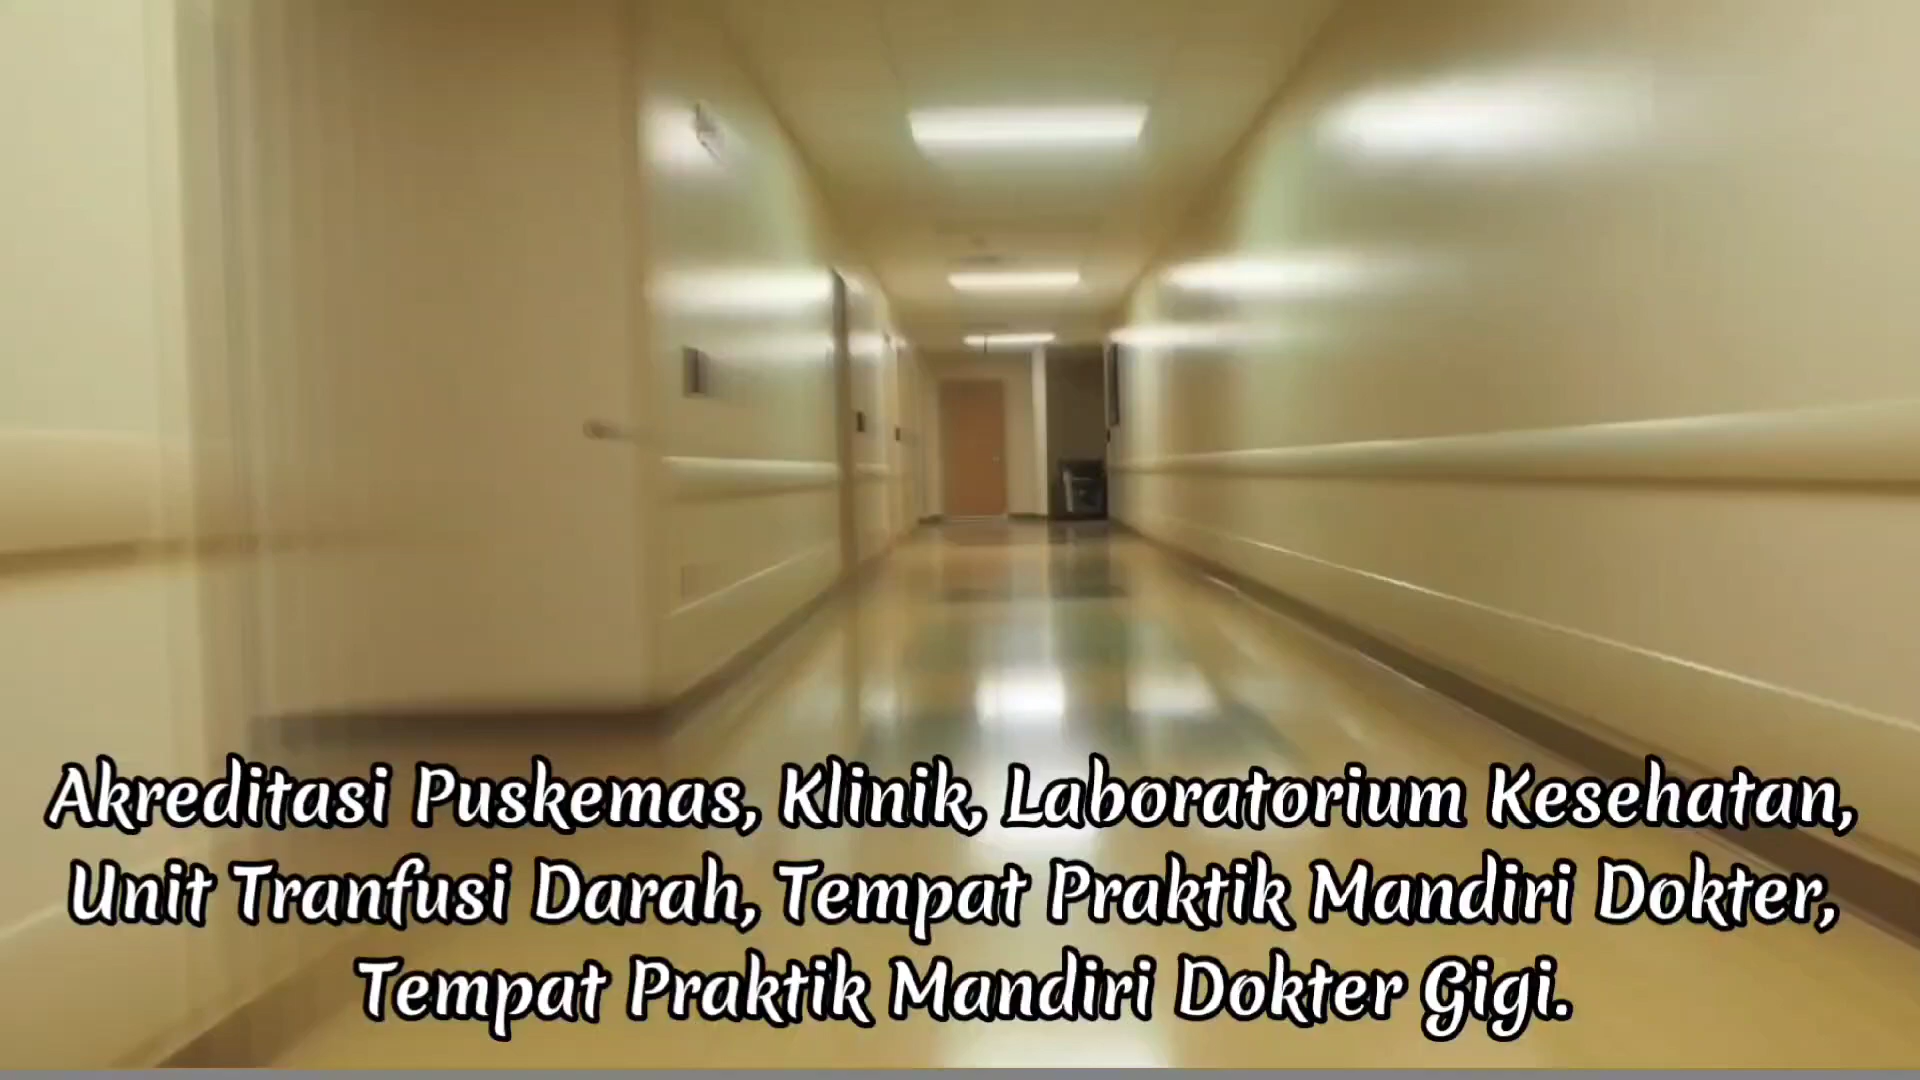 Akreditasi Puskemas, Klinik, Laboratorium Kesehatan,
Unit Tranfusi Darah, Tempat Praktik Mandiri Dokter,
Tempat Praktik Mandiri Dokter Gigi.